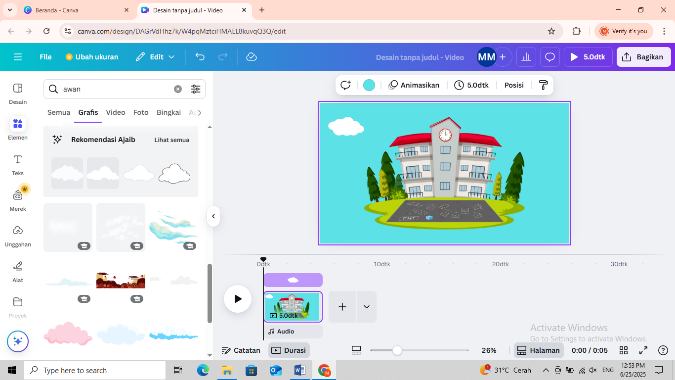 Beranda - Canva
Desain tanpa judul - Video
canva.com/design/DAGrVdTHhz7k/W4pqMztciHMAEL8kuvqQ3Q/edit
Verify it's you
File
Ubah ukuran
Edit
Desain tanpa judul - Video
MM
5.0dtk
Bagikan
awan
Animasikan
5.0dtk
Posisi
Desain
Elemen
Teks
Merek
Unggahan
Alat
Proyek
Semua Grafis Video Foto Bingkai
Rekomendasi Ajaib
Lihat semua
0dtk 10dtk 20dtk 30dtk
5.0dtk
Audio
Activate Windows
Go to Settings to activate Windows.
Catatan
Durasi
26%
Halaman
0:00 / 0:05
Type here to search
31°C Cerah
ENG
12:53 PM
6/25/2025